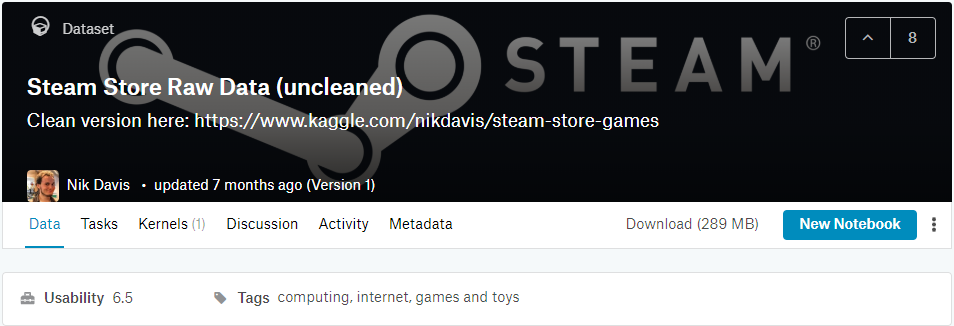 Dataset
STEAM®
8
Steam Store Raw Data (uncleaned)
Clean version here: https://www.kaggle.com/nikdavis/steam-store-games
Nik Davis • updated 7 months ago (Version 1)
Data Tasks Kernels (1) Discussion Activity Metadata Download (289 MB) New Notebook
Usability 6.5 Tags computing, internet, games and toys